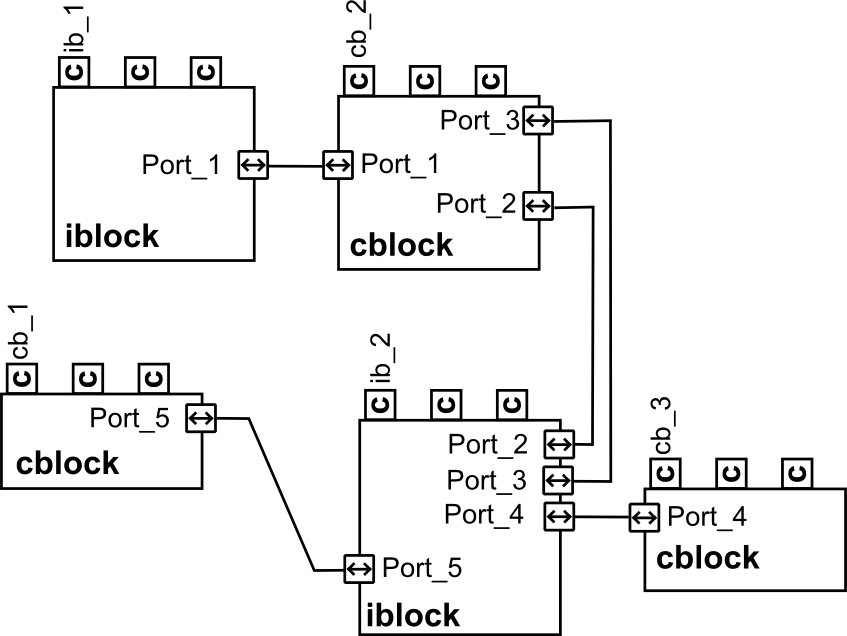 ib_1
C C C
Port_1
iblock
cb_2
C C C
Port_3
Port_1
Port_2
cblock
cb_1
C C C
Port_5
cblock
ib_2
C C C
Port_2
Port_3
Port_4
Port_5
iblock
cb_3
C C C
Port_4
cblock